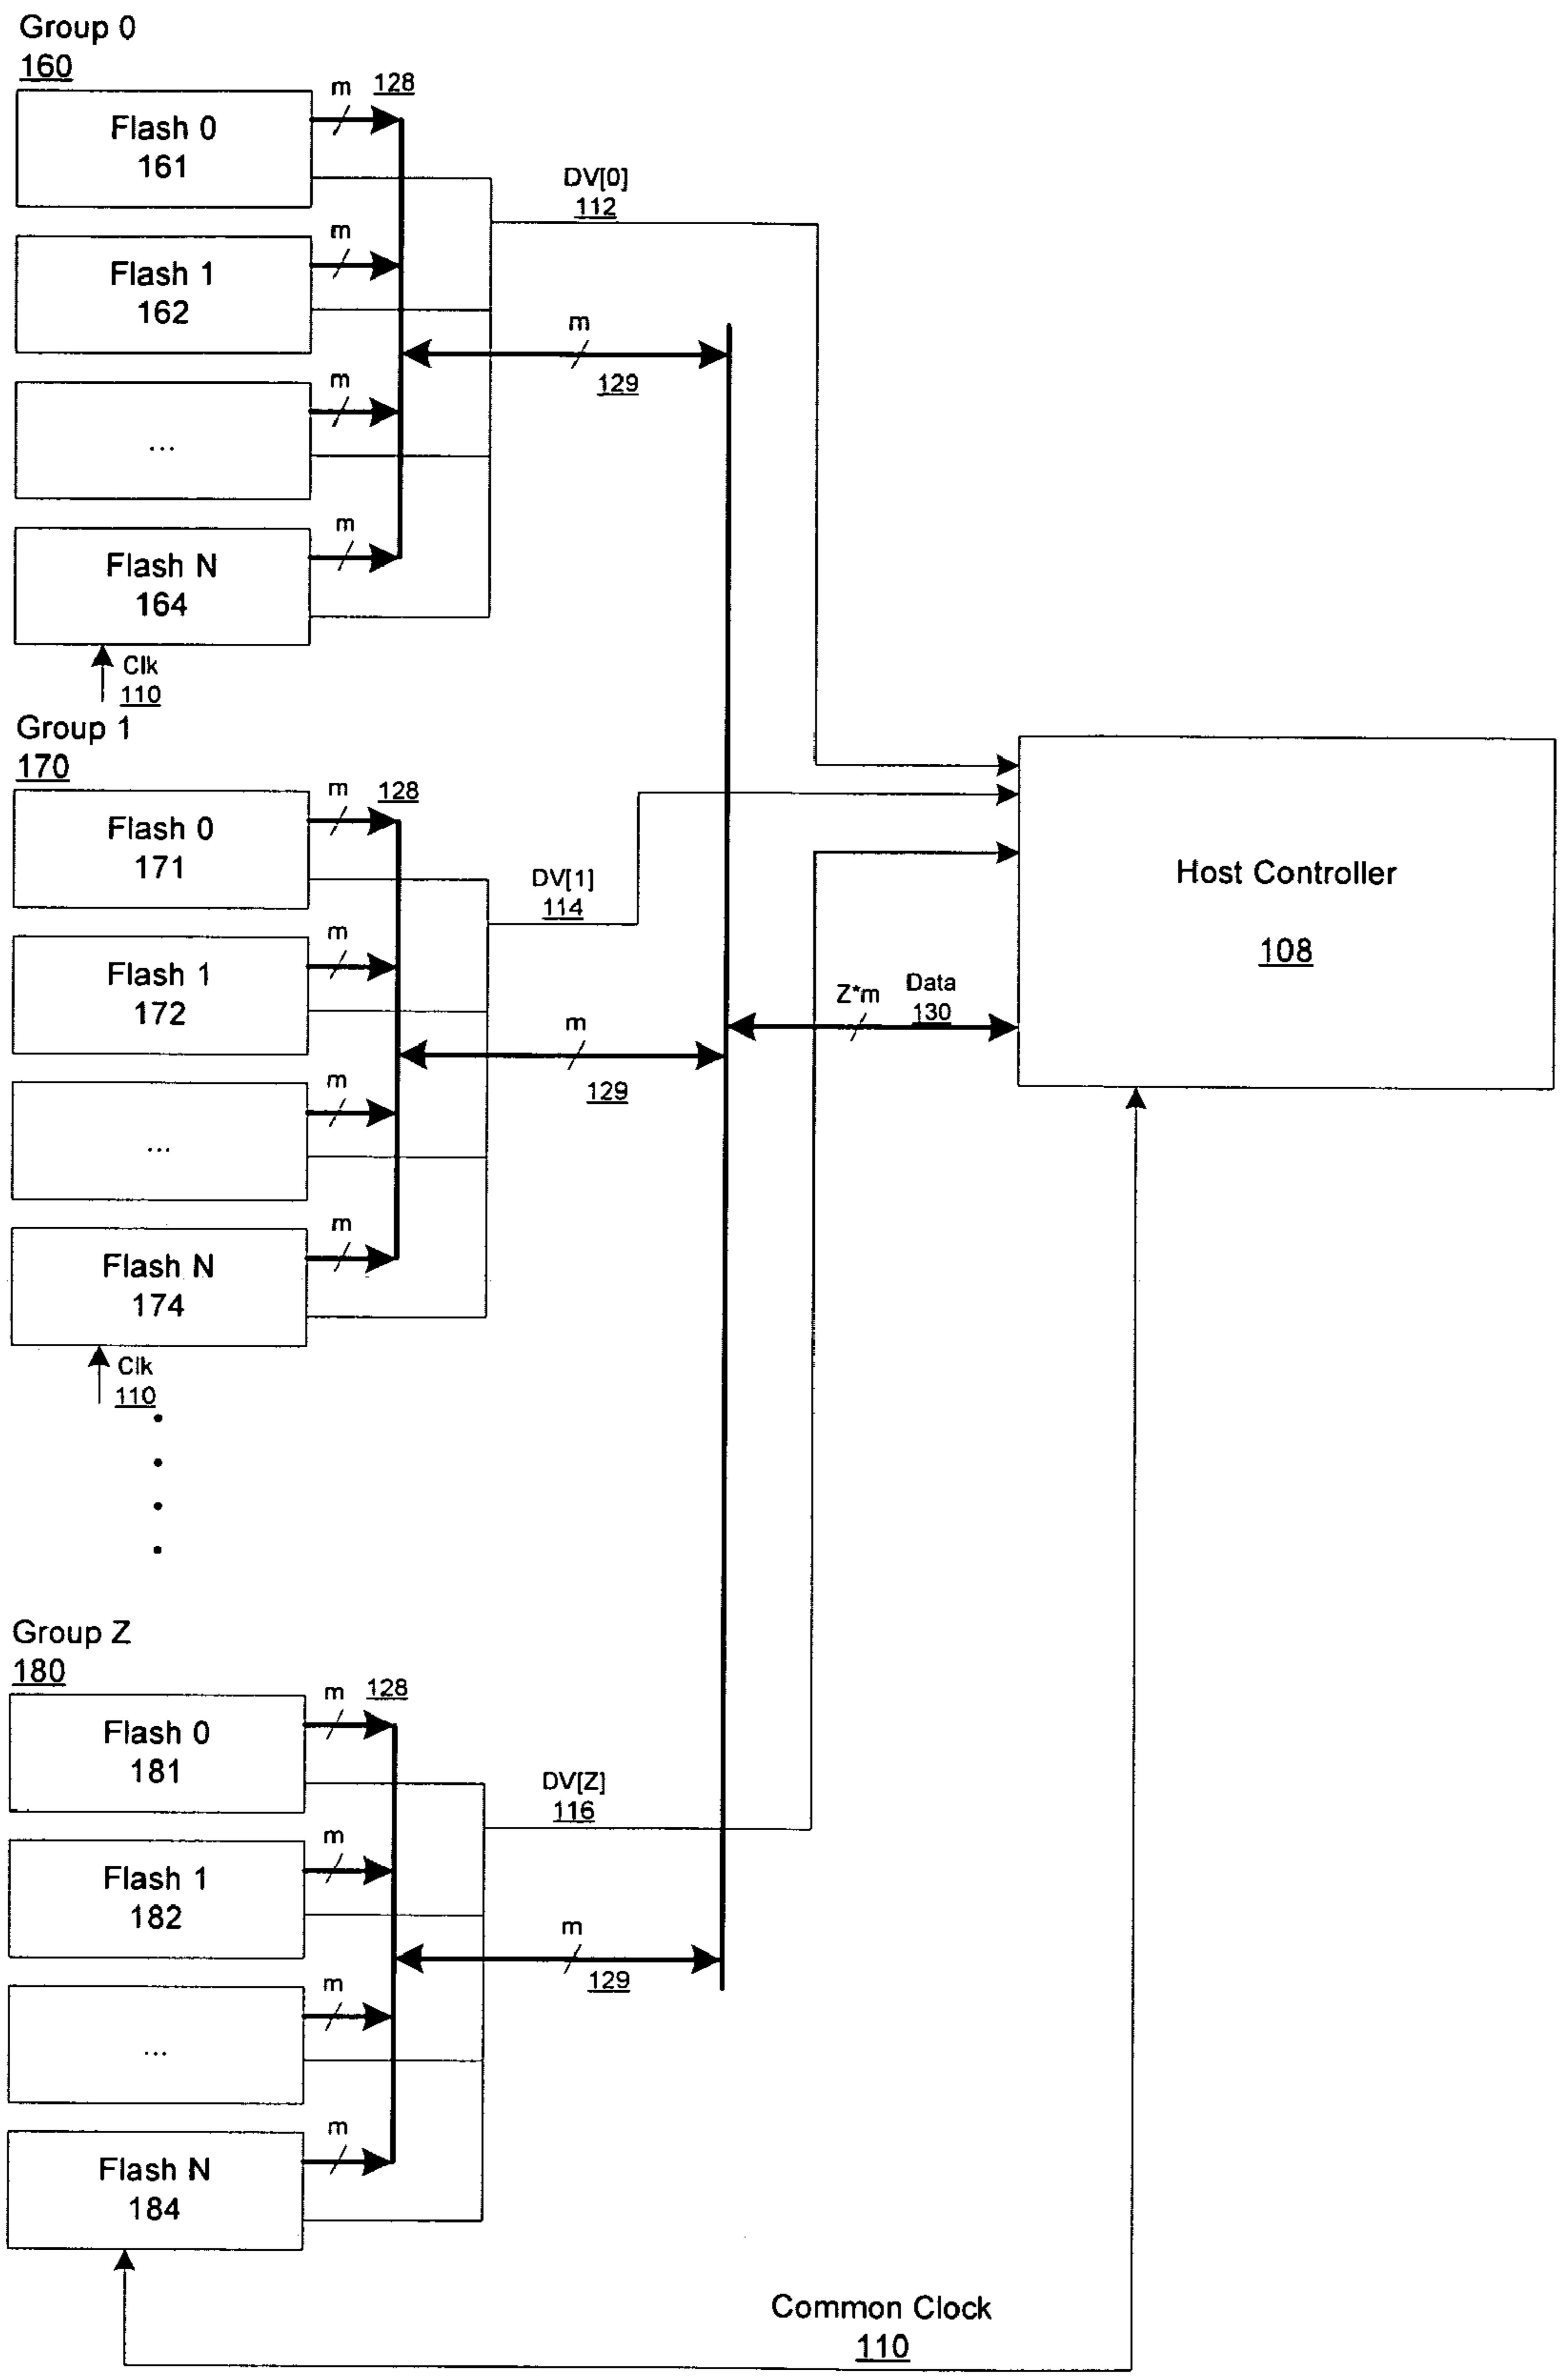 Group 0
160
m
128
Flash 0
161
DV[0]
112
m
Flash 1
162
m
129
m
...
m
Flash N
164
Clk
110
Group 1
170
m
128
Flash 0
171
DV[1]
114
m
Flash 1
172
m
129
m
...
m
Flash N
174
Clk
110
Host Controller
108
Z*m
Data
130
Group Z
180
m
128
Flash 0
181
DV[Z]
116
m
Flash 1
182
m
129
m
...
m
Flash N
184
Common Clock
110